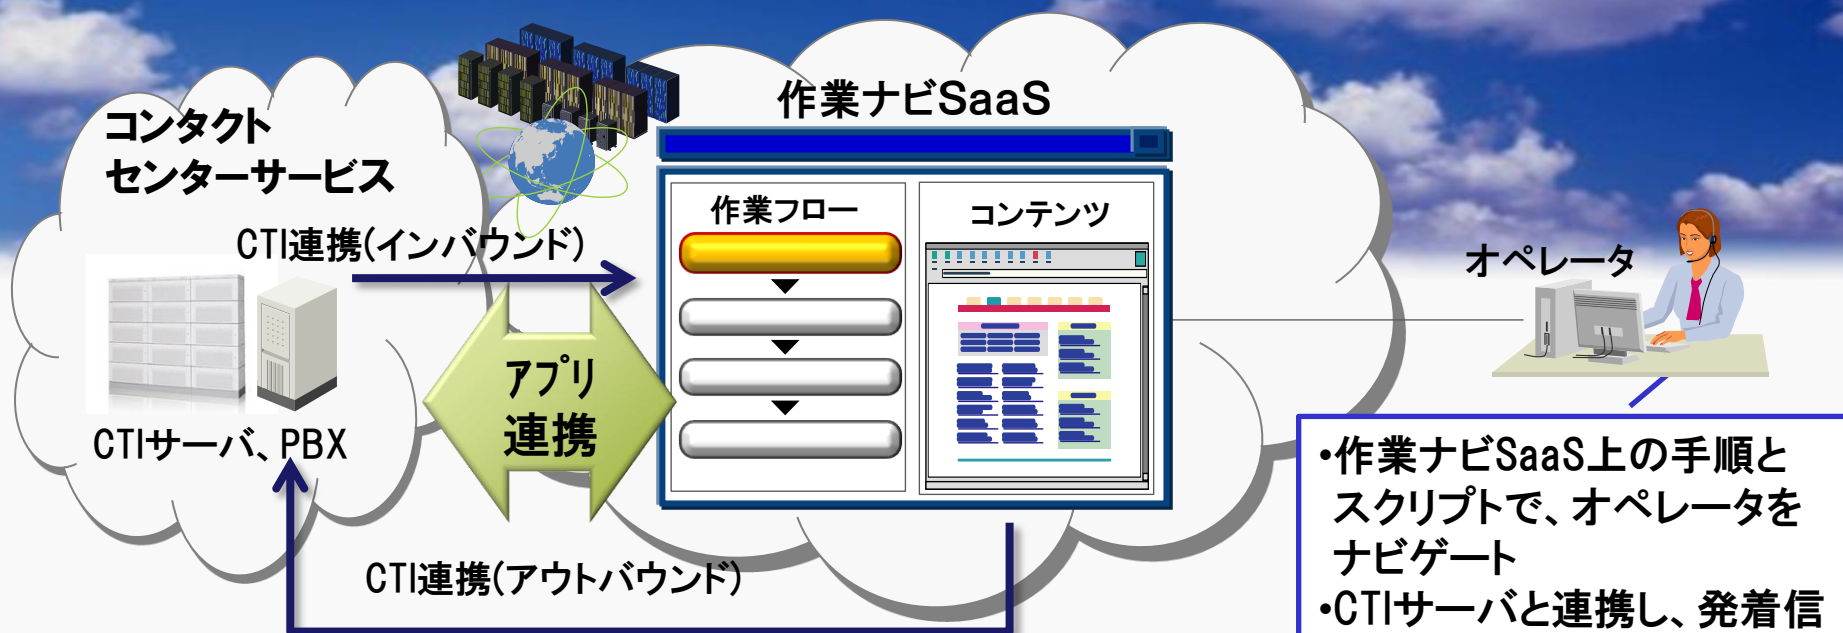 コンタクト
センターサービス
作業ナビSaaS
作業フロー
コンテンツ
CTI連携(インバウンド)
アプリ
連携
オペレータ
CTIサーバ、PBX
CTI連携(アウトバウンド)
•作業ナビSaaS上の手順と
スクリプトで、オペレータを
ナビゲート
•CTIサーバと連携し、発着信